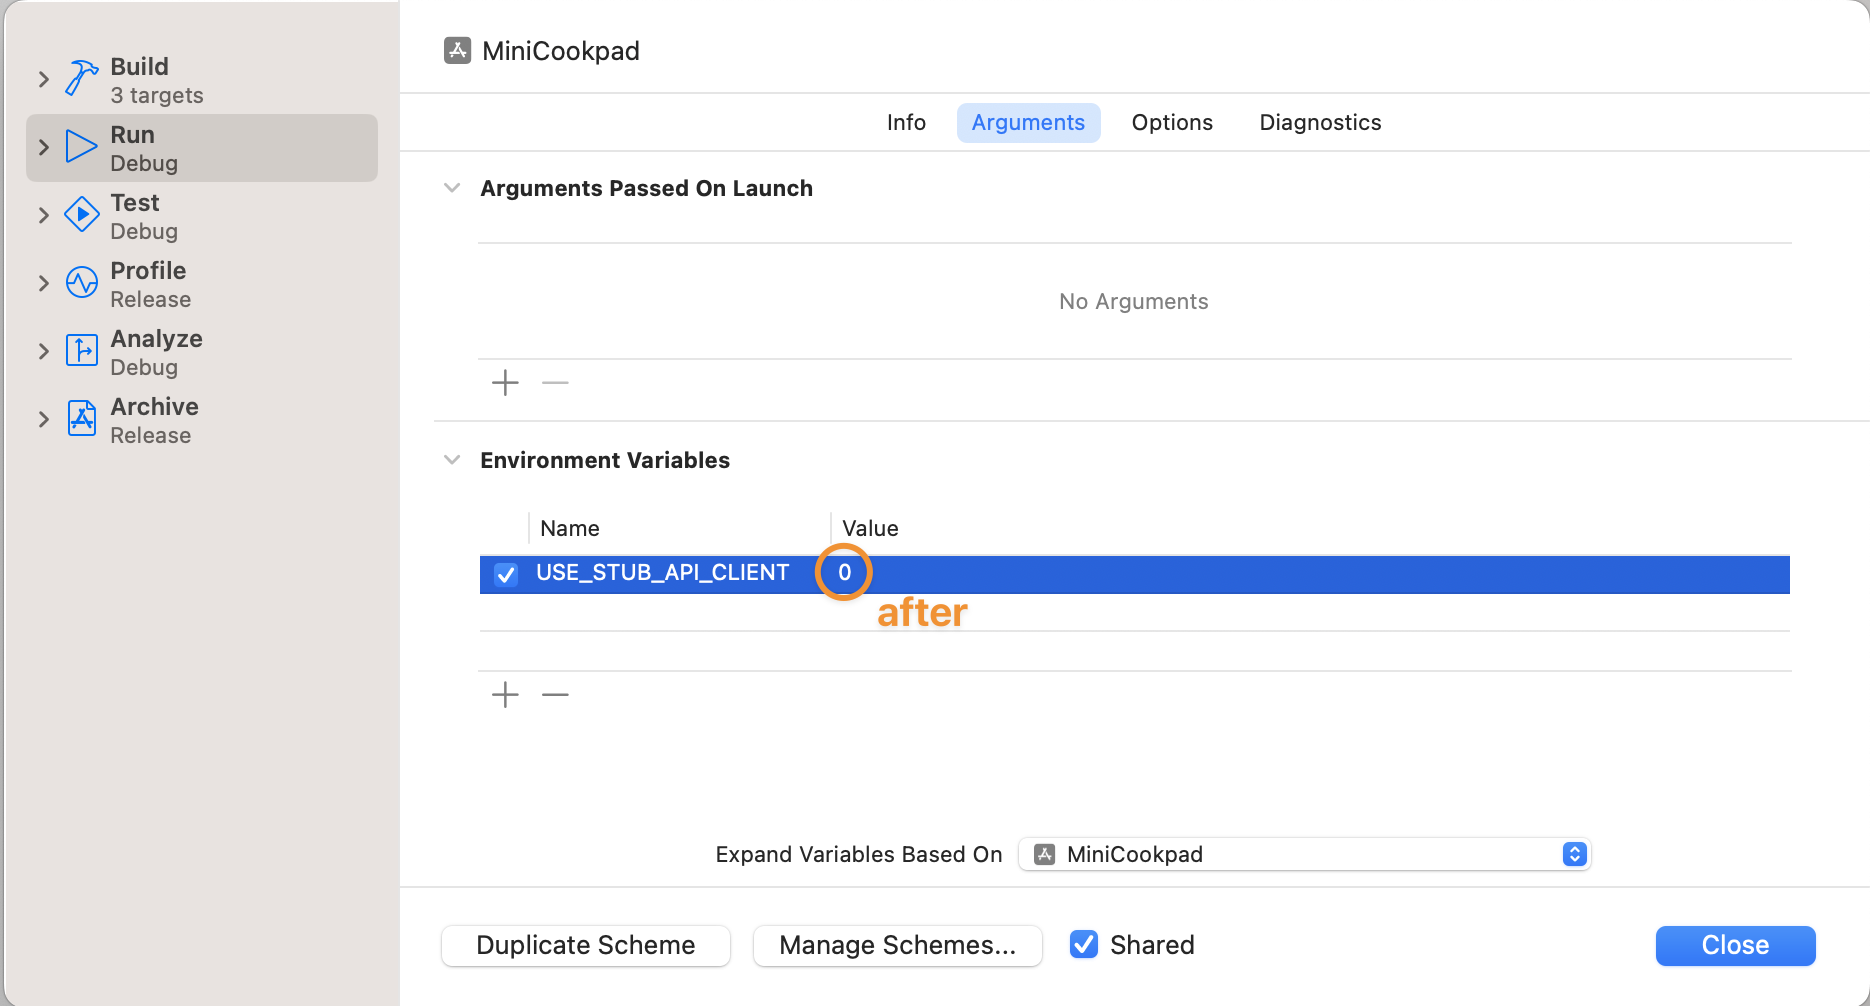 Build
3 targets
Run
Debug
Test
Debug
Profile
Release
Analyze
Debug
Archive
Release
MiniCookpad
Info Arguments Options Diagnostics
Arguments Passed On Launch
No Arguments
Environment Variables
Name Value
USE_STUB_API_CLIENT 0
after
Expand Variables Based On MiniCookpad
Duplicate Scheme Manage Schemes... Shared Close